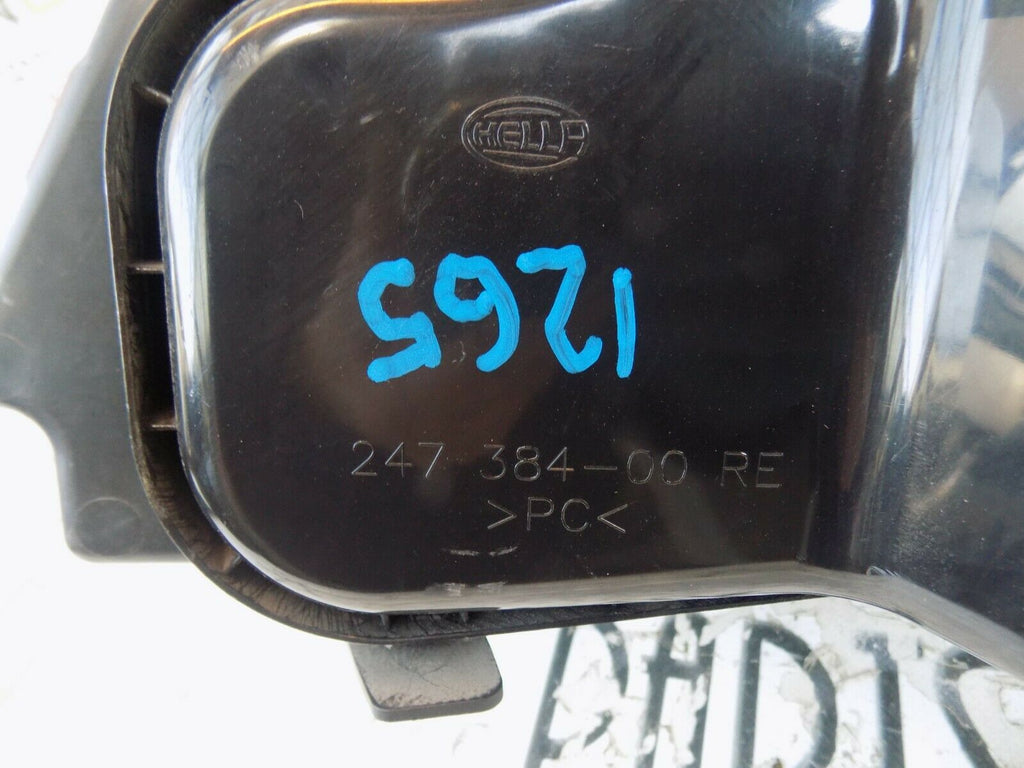 HELLA
1265
247 384-00 RE
>PC<